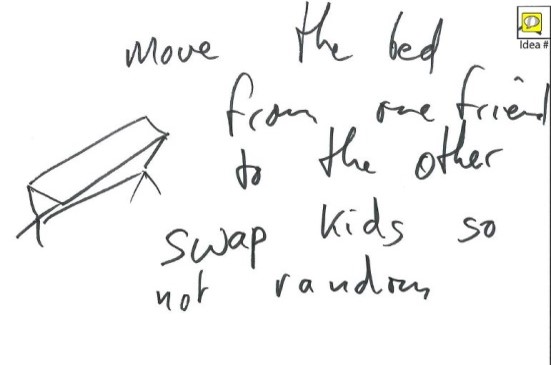 Idea #
move the bed
from one friend
to the other
swap kids so
not random